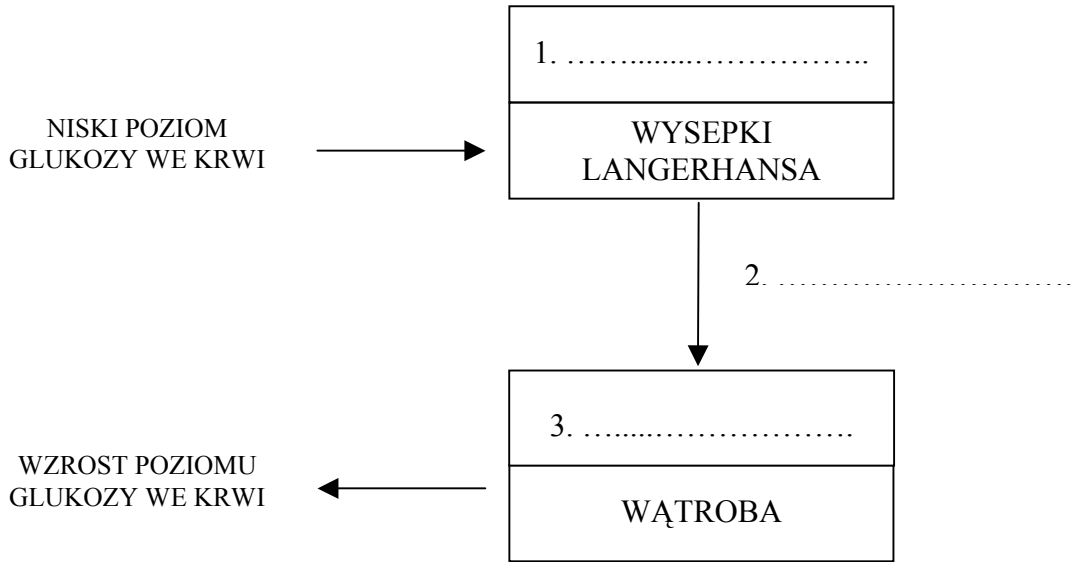 1. ……........…………….. 
NISKI POZIOM
GLUKOZY WE KRWI
WYSEPKI
LANGERHANSA
2. ……………………….
3. ….....……………….
WZROST POZIOMU
GLUKOZY WE KRWI
WĄTROBA